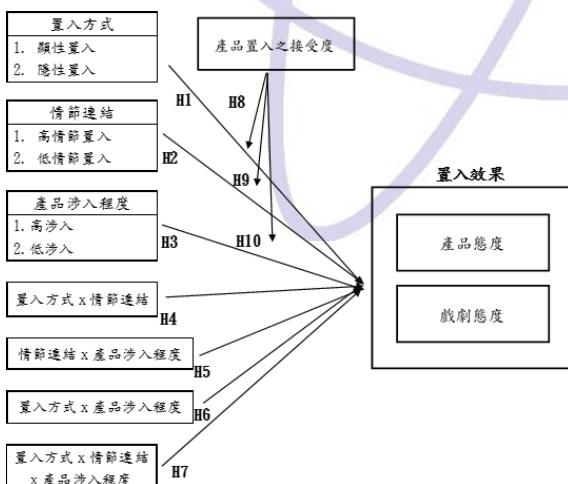 置入方式
1. 顯性置入
2. 隱性置入
產品置入之接受度
H1
H8
情節連結
1. 高情節置入
2. 低情節置入
H2
H9
置入效果
產品涉入程度
1.高涉入
2.低涉入
H3
H10
產品態度
戲劇態度
置入方式 x 情節連結
H4
情節連結 x 產品涉入程度
H5
置入方式 x 產品涉入程度
H6
置入方式 x 情節連結
x 產品涉入程度
H7